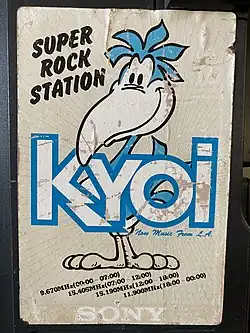 SUPER
ROCK
STATION
KYOi
Now Music From L.A.
9.670MHz(00:00 - 07:00)
15.405MHz(07:00 - 12:00)
15.190MHz(12:00 - 18:00)
11.900MHz(18:00 - 00:00)
SONY